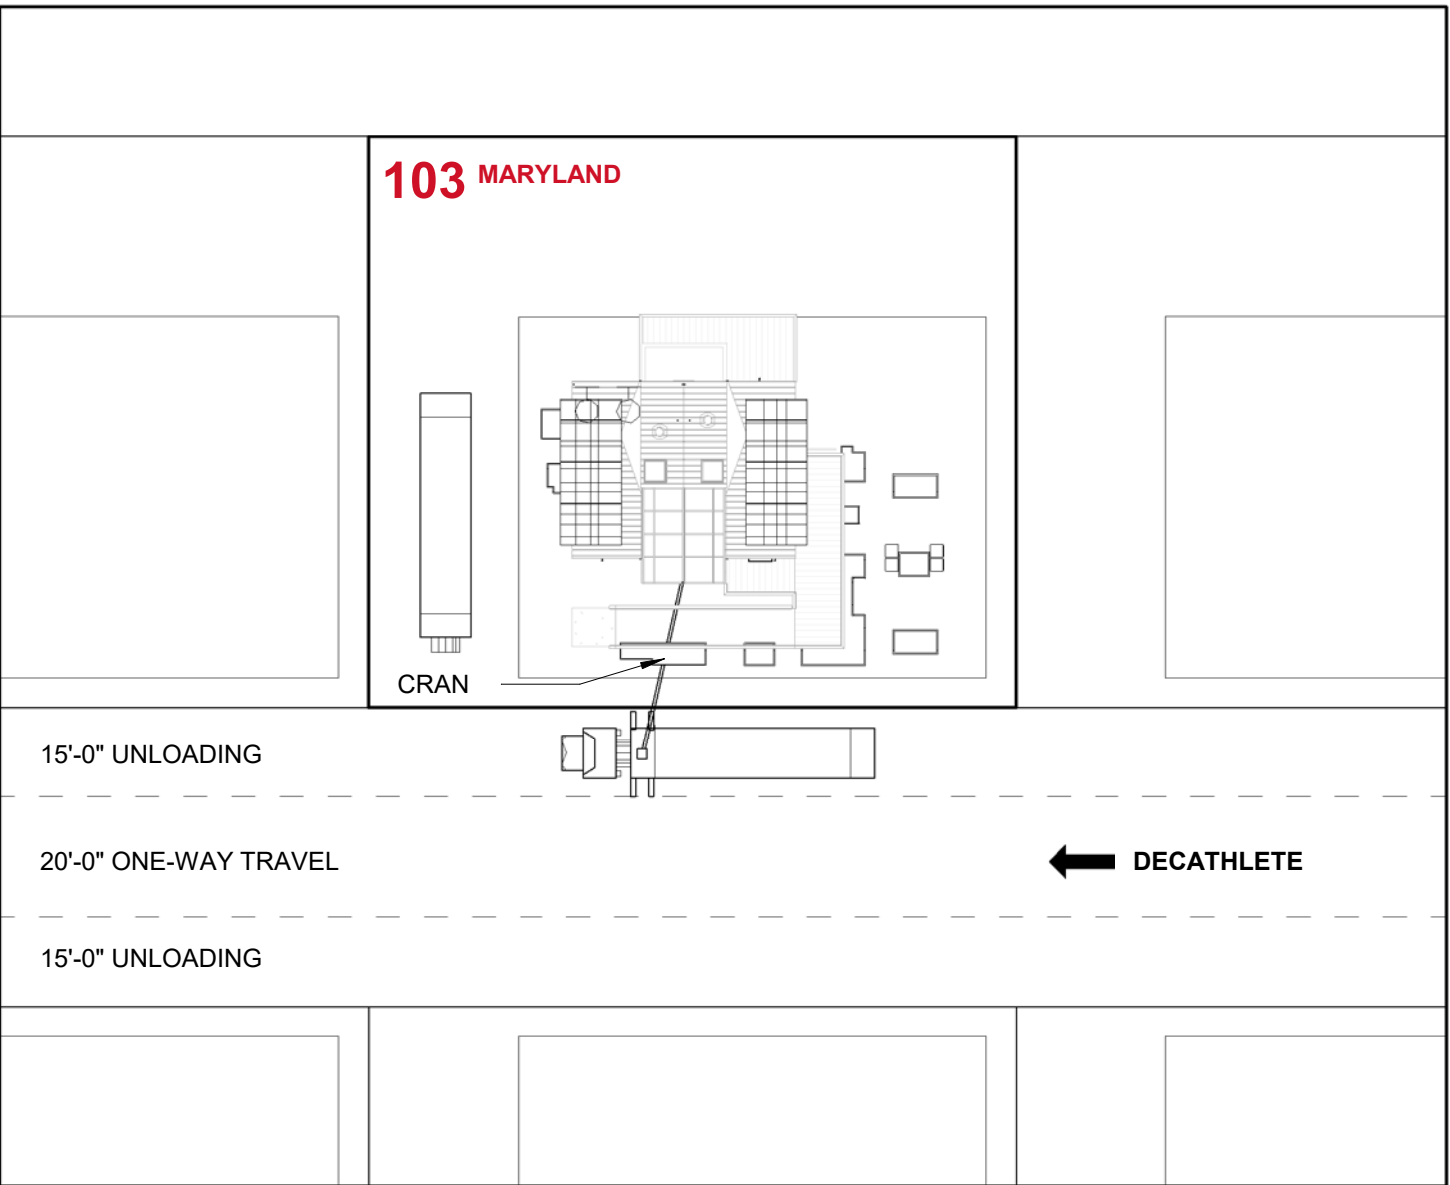 103 MARYLAND
CRAN
15'-0" UNLOADING
20'-0" ONE-WAY TRAVEL
DECATHLETE
15'-0" UNLOADING